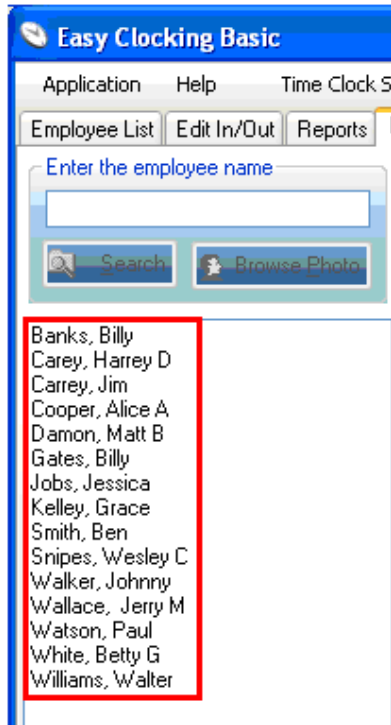 Easy Clocking Basic
Application Help Time Clock S
Employee List Edit In/Out Reports
Enter the employee name
Search Browse Photo
Banks, Billy
Carey, Harrey D
Carrey, Jim
Cooper, Alice A
Damon, Matt B
Gates, Billy
Jobs, Jessica
Kelley, Grace
Smith, Ben
Snipes, Wesley C
Walker, Johnny
Wallace, Jerry M
Watson, Paul
White, Betty G
Williams, Walter